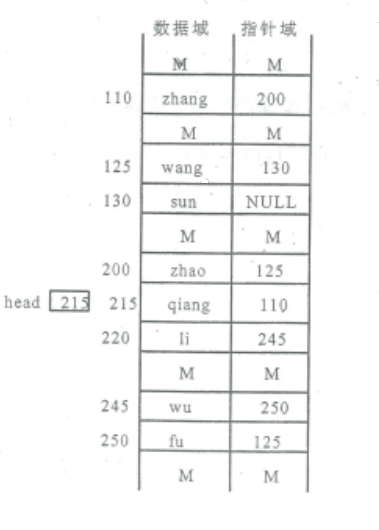 数据域 指针域
M M
110 zhang 200
M M
125 wang 130
130 sun NULL
M M
200 zhao 125
head 215 215 qiang 110
220 li 245
M M
245 wu 250
250 fu 125
M M